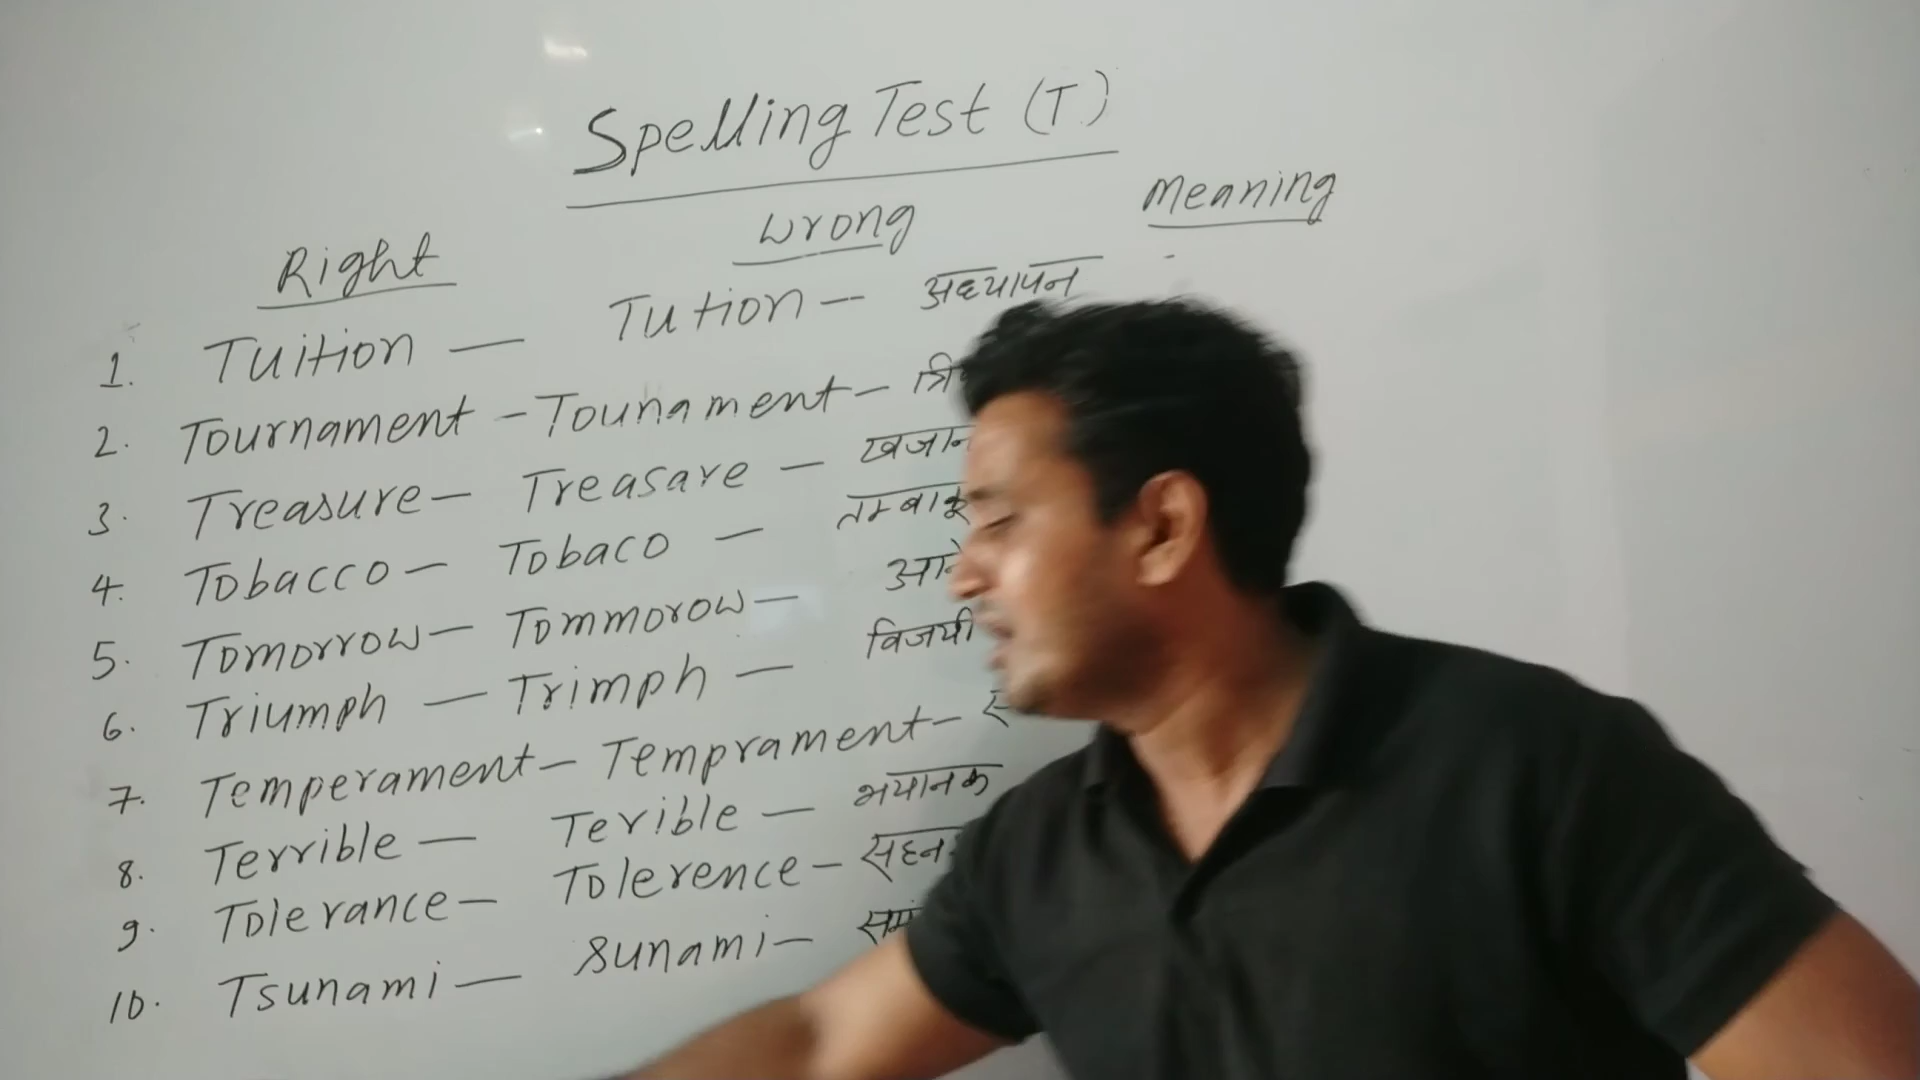 Spelling Test (T)
Right Wrong Meaning
1. Tuition — Tution — अध्यापन
2. Tournament - Tounament -
3. Treasure - Treasare -
4. Tobacco - Tobaco - तम्बाकू
5. Tomorrow - Tommorow -
6. Triumph - Trimph - विजयी
7. Temperament - Temprament -
8. Terrible - Terible - भयानक
9. Tolerance - Tolerence -
10. Tsunami - Sunami -